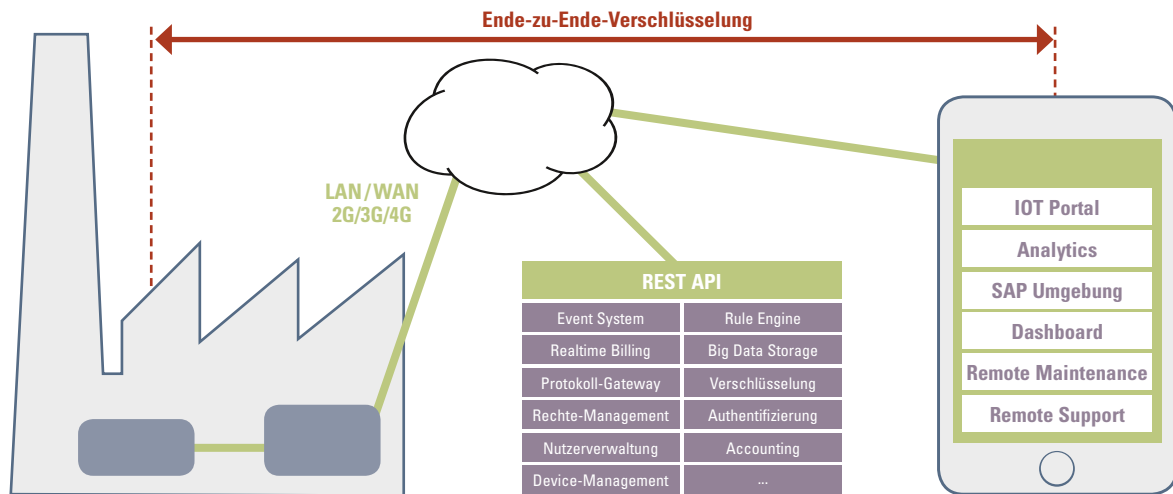 Ende-zu-Ende-Verschlüsselung
LAN/WAN
2G/3G/4G
REST API
Event System
Rule Engine
Realtime Billing
Big Data Storage
Protokoll-Gateway
Verschlüsselung
Rechte-Management
Authentifizierung
Nutzerverwaltung
Accounting
Device-Management
...
IOT Portal
Analytics
SAP Umgebung
Dashboard
Remote Maintenance
Remote Support